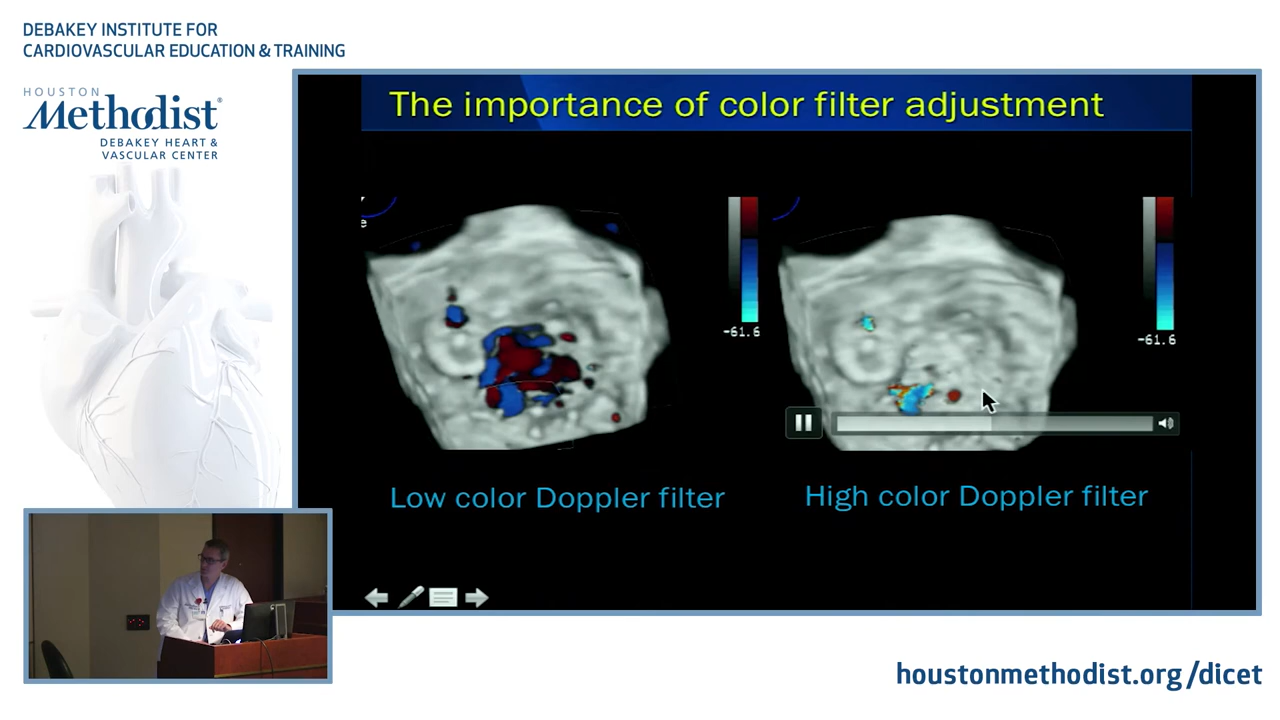 DEBAKEY INSTITUTE FOR
CARDIOVASCULAR EDUCATION & TRAINING
HOUSTON
Methodist®
DEBAKEY HEART &
VASCULAR CENTER
The importance of color filter adjustment
e
-61.6
-61.6
Low color Doppler filter
High color Doppler filter
houstonmethodist.org/dicet